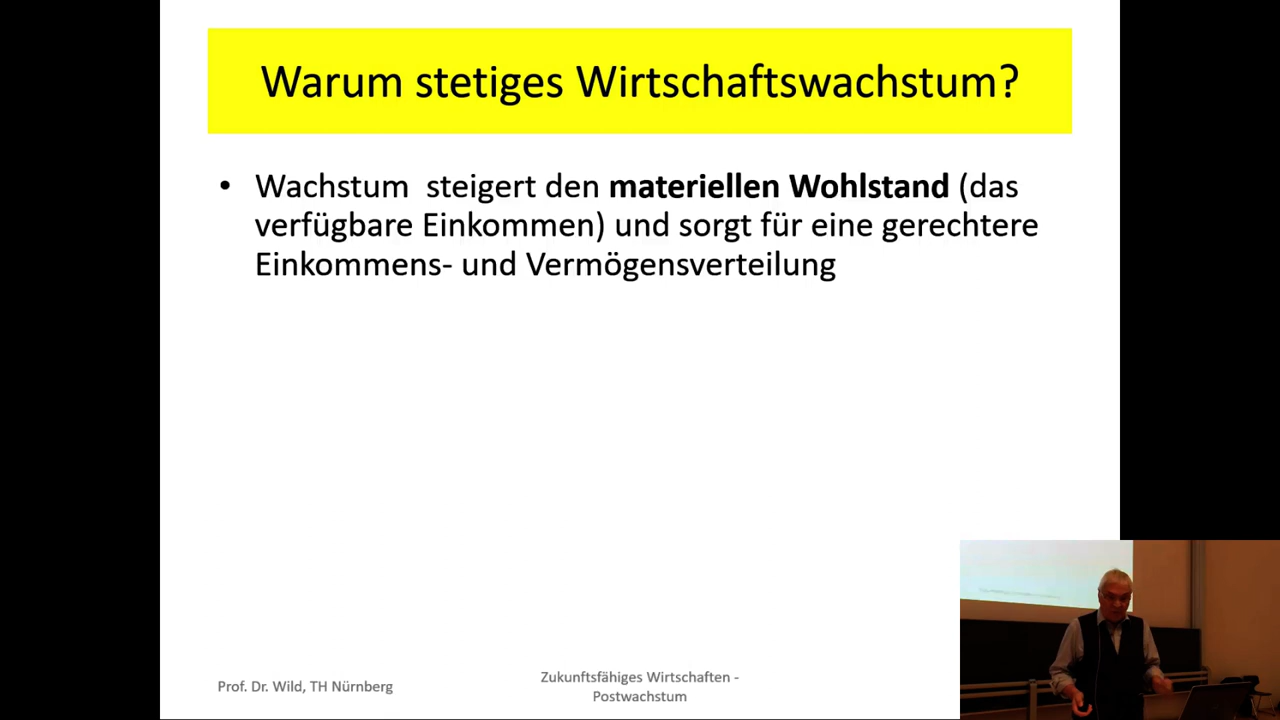 Warum stetiges Wirtschaftswachstum?
• Wachstum steigert den materiellen Wohlstand (das
verfügbare Einkommen) und sorgt für eine gerechtere
Einkommens- und Vermögensverteilung
Prof. Dr. Wild, TH Nürnberg
Zukunftsfähiges Wirtschaften -
Postwachstum